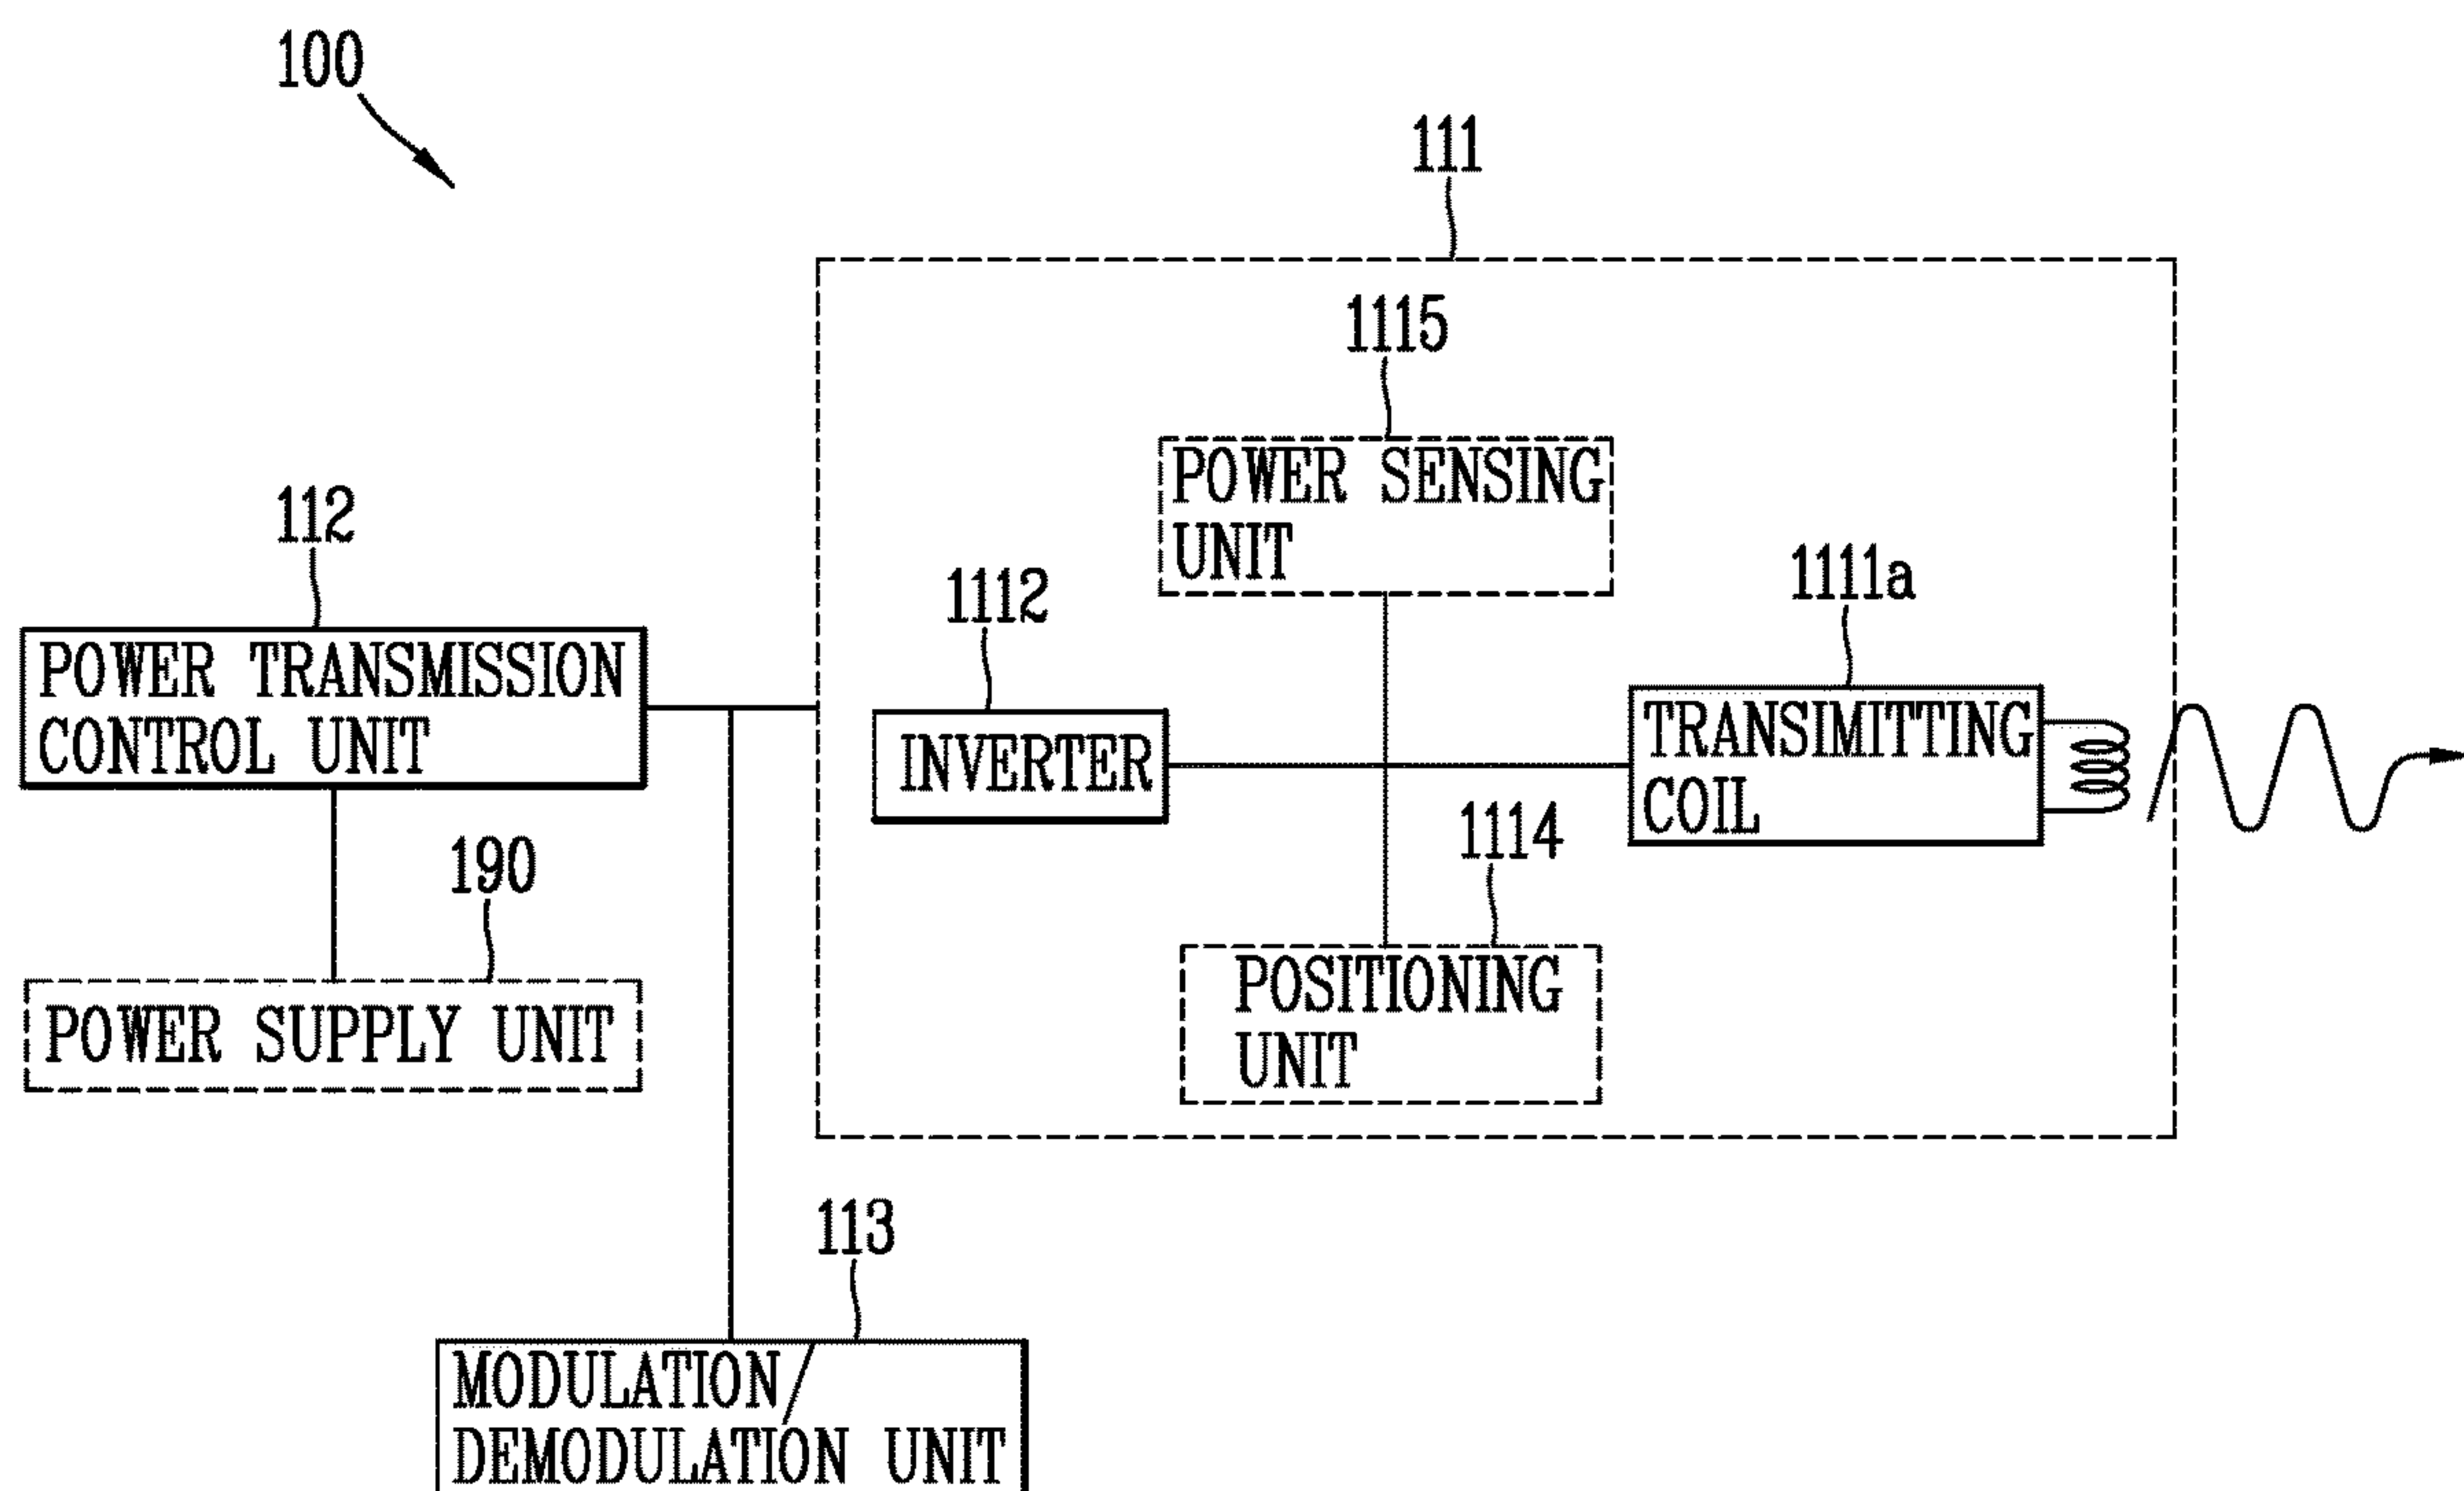 100
111
1115
POWER SENSING
UNIT
112
1112
1111a
POWER TRANSMISSION
CONTROL UNIT
INVERTER
TRANSIMITTING
COIL
190
1114
POWER SUPPLY UNIT
POSITIONING
UNIT
113
MODULATION/
DEMODULATION UNIT